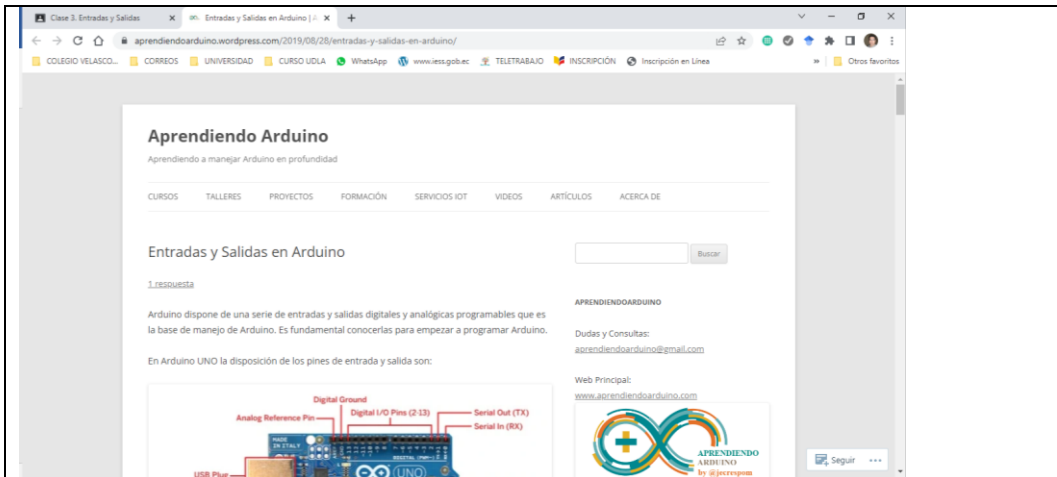 Clase 3. Entradas y Salidas
Entradas y Salidas en Arduino | A
aprendiendoarduino.wordpress.com/2019/08/28/entradas-y-salidas-en-arduino/
COLEGIO VELASCO... CORREOS UNIVERSIDAD CURSO UDLA WhatsApp www.iess.gob.ec TELETRABAJO INSCRIPCIÓN Inscripción en Línea » Otros favoritos
Aprendiendo Arduino
Aprendiendo a manejar Arduino en profundidad
CURSOS TALLERES PROYECTOS FORMACIÓN SERVICIOS IOT VIDEOS ARTÍCULOS ACERCA DE
Entradas y Salidas en Arduino
1 respuesta
Arduino dispone de una serie de entradas y salidas digitales y analógicas programables que es
la base de manejo de Arduino. Es fundamental conocerlas para empezar a programar Arduino.
En Arduino UNO la disposición de los pines de entrada y salida son:
Digital Ground
Analog Reference Pin
Digital I/O Pins (2-13)
Serial Out (TX)
Serial In (RX)
MADE
IN ITALY
DIGITAL (PWM~)
UNO
USB Plug
Buscar
APRENDIENDOARDUINO
Dudas y Consultas:
aprendiendoarduino@gmail.com
Web Principal:
www.aprendiendoarduino.com
APRENDIENDO
ARDUINO
by @jecrespom
Seguir ...